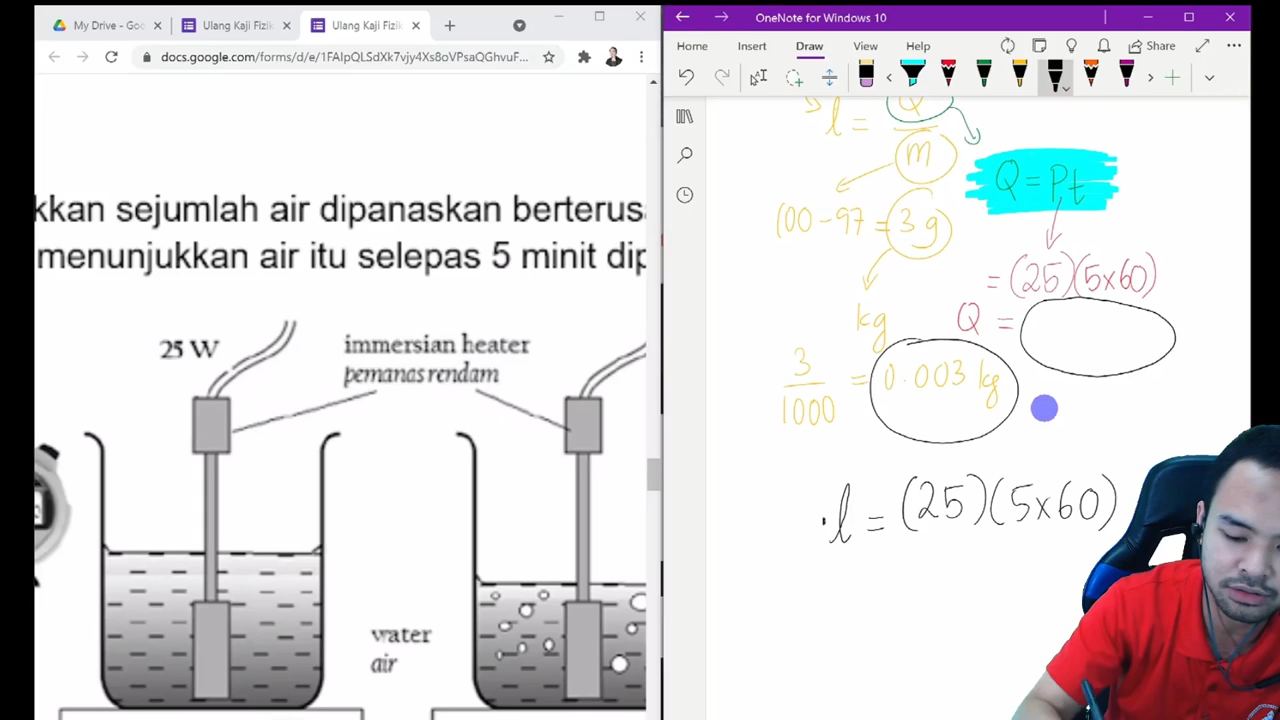 My Drive - Goo
Ulang Kaji Fizik
Ulang Kaji Fizik
docs.google.com/forms/d/e/1FAIpQLSdXk7vjy4Xs8oVPsaQGhvuF...
kkan sejumlah air dipanaskan berterus
menunjukkan air itu selepas 5 minit dip
25 W
immersian heater
pemanas rendam
water
air
OneNote for Windows 10
Home Insert Draw View Help
Share
l = Q
m
100 - 97 = 3 g
kg
3
1000
= 0.003 kg
Q = Pt
= (25)(5x60)
Q =
l = (25)(5x60)